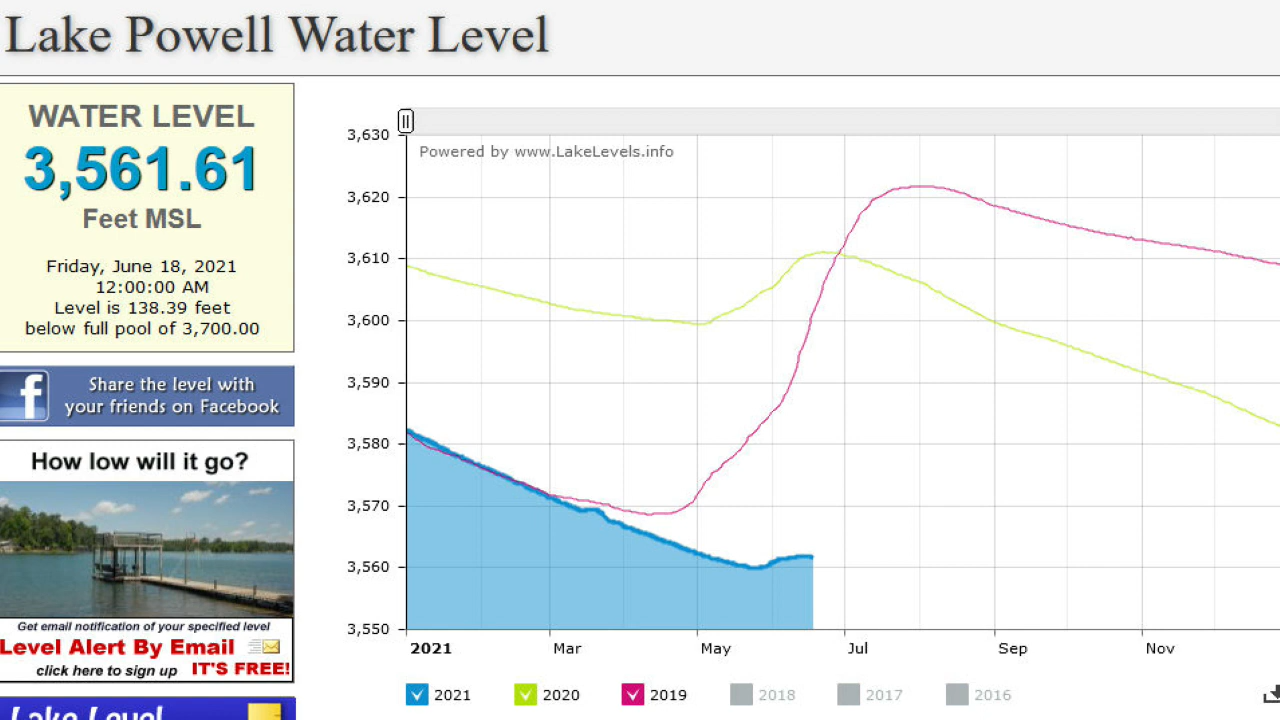 Lake Powell Water Level
WATER LEVEL
3,561.61
Feet MSL
Friday, June 18, 2021
12:00:00 AM
Level is 138.39 feet
below full pool of 3,700.00
f
Share the level with
your friends on Facebook
How low will it go?
Get email notification of your specified level
Level Alert By Email
click here to sign up IT'S FREE!
Lake Level
Powered by www.LakeLevels.info
3,630
3,620
3,610
3,600
3,590
3,580
3,570
3,560
3,550
2021 Mar May Jul Sep Nov
2021 2020 2019 2018 2017 2016